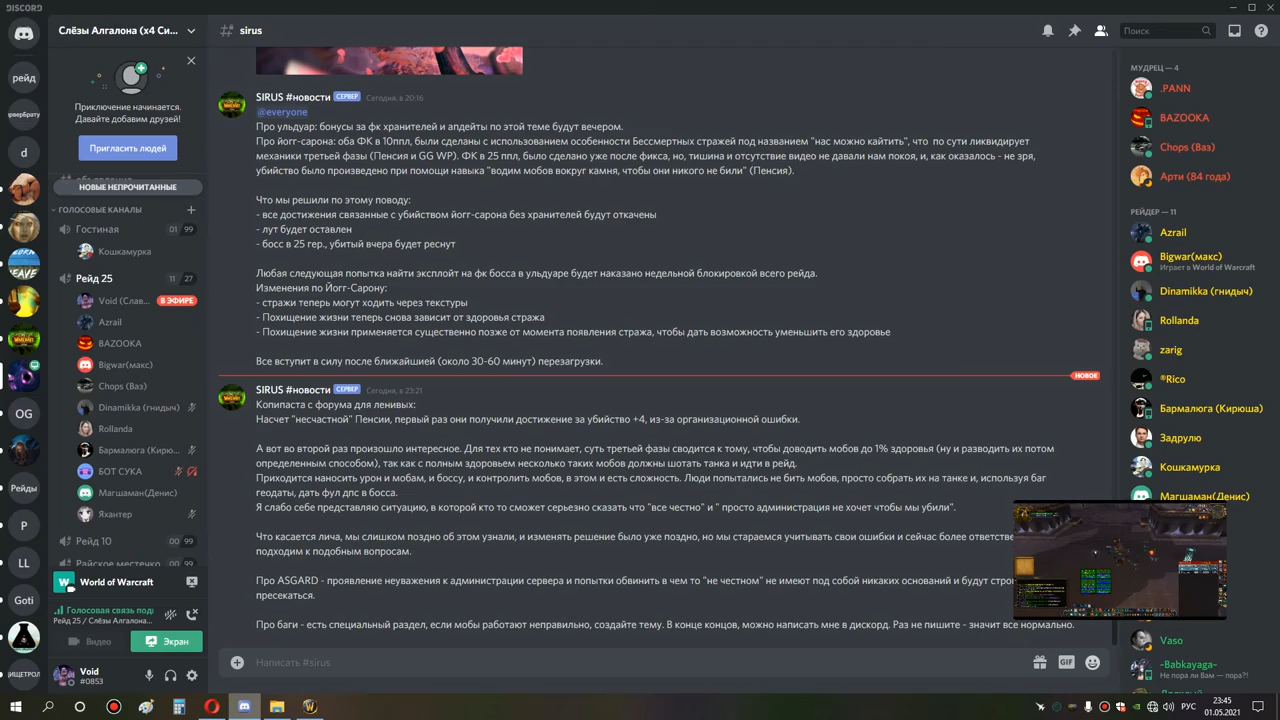 DISCORD
Слёзы Алгалона (x4 Си...
sirus
Поиск
рейд
сервербрату
d
OG
Рейды
P
LL
Goti
Приключение начинается.
Давайте добавим друзей!
Пригласить людей
НОВЫЕ НЕПРОЧИТАННЫЕ
ГОЛОСОВЫЕ КАНАЛЫ
Гостиная
01 99
Кошкамурка
Рейд 25
11 27
Void (Слав...
В ЭФИРЕ
Azrail
BAZOOKA
Bigwar(макс)
Chops (Ваз)
Dinamikka (гнидыч)
Rollanda
Бармалюга (Кирю...
БОТ СУКА
Магшаман(Денис)
Яхантер
Рейд 10
00 99
Райское местечко
00 99
World of Warcraft
Голосовая связь под
Рейд 25 / Слёзы Алгалона...
Видео
Экран
Void
#0853
SIRUS #новости СЕРВЕР Сегодня, в 20:16
@everyone
Про ульдуар: бонусы за фк хранителей и апдейты по этой теме будут вечером.
Про йогг-сарона: оба ФК в 10ппл, были сделаны с использованием особенности Бессмертных стражей под названием "нас можно кайтить", что по сути ликвидирует
механики третьей фазы (Пенсия и GG WP). ФК в 25 ппл, было сделано уже после фикса, но, тишина и отсутствие видео не давали нам покоя, и, как оказалось - не зря,
убийство было произведено при помощи навыка "водим мобов вокруг камня, чтобы они никого не били" (Пенсия).
Что мы решили по этому поводу:
- все достижения связанные с убийством йогг-сарона без хранителей будут откачены
- лут будет оставлен
- босс в 25 гер., убитый вчера будет реснут
Любая следующая попытка найти эксплойт на фк босса в ульдуаре будет наказано недельной блокировкой всего рейда.
Изменения по Йогг-Сарону:
- стражи теперь могут ходить через текстуры
- Похищение жизни теперь снова зависит от здоровья стража
- Похищение жизни применяется существенно позже от момента появления стража, чтобы дать возможность уменьшить его здоровье
Все вступит в силу после ближайшей (около 30-60 минут) перезагрузки.
НОВОЕ
SIRUS #новости СЕРВЕР Сегодня, в 23:21
Копипаста с форума для ленивых:
Насчет "несчастной" Пенсии, первый раз они получили достижение за убийство +4, из-за организационной ошибки.
А вот во второй раз произошло интересное. Для тех кто не понимает, суть третьей фазы сводится к тому, чтобы доводить мобов до 1% здоровья (ну и разводить их потом
определенным способом), так как с полным здоровьем несколько таких мобов должны шотать танка и идти в рейд.
Приходится наносить урон и мобам, и боссу, и контролить мобов, в этом и есть сложность. Люди попытались не бить мобов, просто собрать их на танке и, используя баг
геодаты, дать фул дпс в босса.
Я слабо себе представляю ситуацию, в которой кто то сможет серьезно сказать что "все честно" и " просто администрация не хочет чтобы мы убили".
Что касается лича, мы слишком поздно об этом узнали, и изменять решение было уже поздно, но мы стараемся учитывать свои ошибки и сейчас более ответстве
подходим к подобным вопросам.
Про ASGARD - проявление неуважения к администрации сервера и попытки обвинить в чем то "не честном" не имеют под собой никаких оснований и будут стро
пресекаться.
Про баги - есть специальный раздел, если мобы работают неправильно, создайте тему. В конце концов, можно написать мне в дискорд. Раз не пишите - значит все нормально.
Написать #sirus
GIF
МУДРЕЦ — 4
.PANN
BAZOOKA
Chops (Ваз)
Арти (84 года)
РЕЙДЕР — 11
Azrail
Bigwar(макс)
Играет в World of Warcraft
Dinamikka (гнидыч)
Rollanda
zarig
®Rico
Бармалюга (Кирюша)
Задрулю
Кошкамурка
Магшаман(Денис)
Vaso
~Babkayaga~
Не пора ли Вам — пора?!
РУС
23:45
01.05.2021